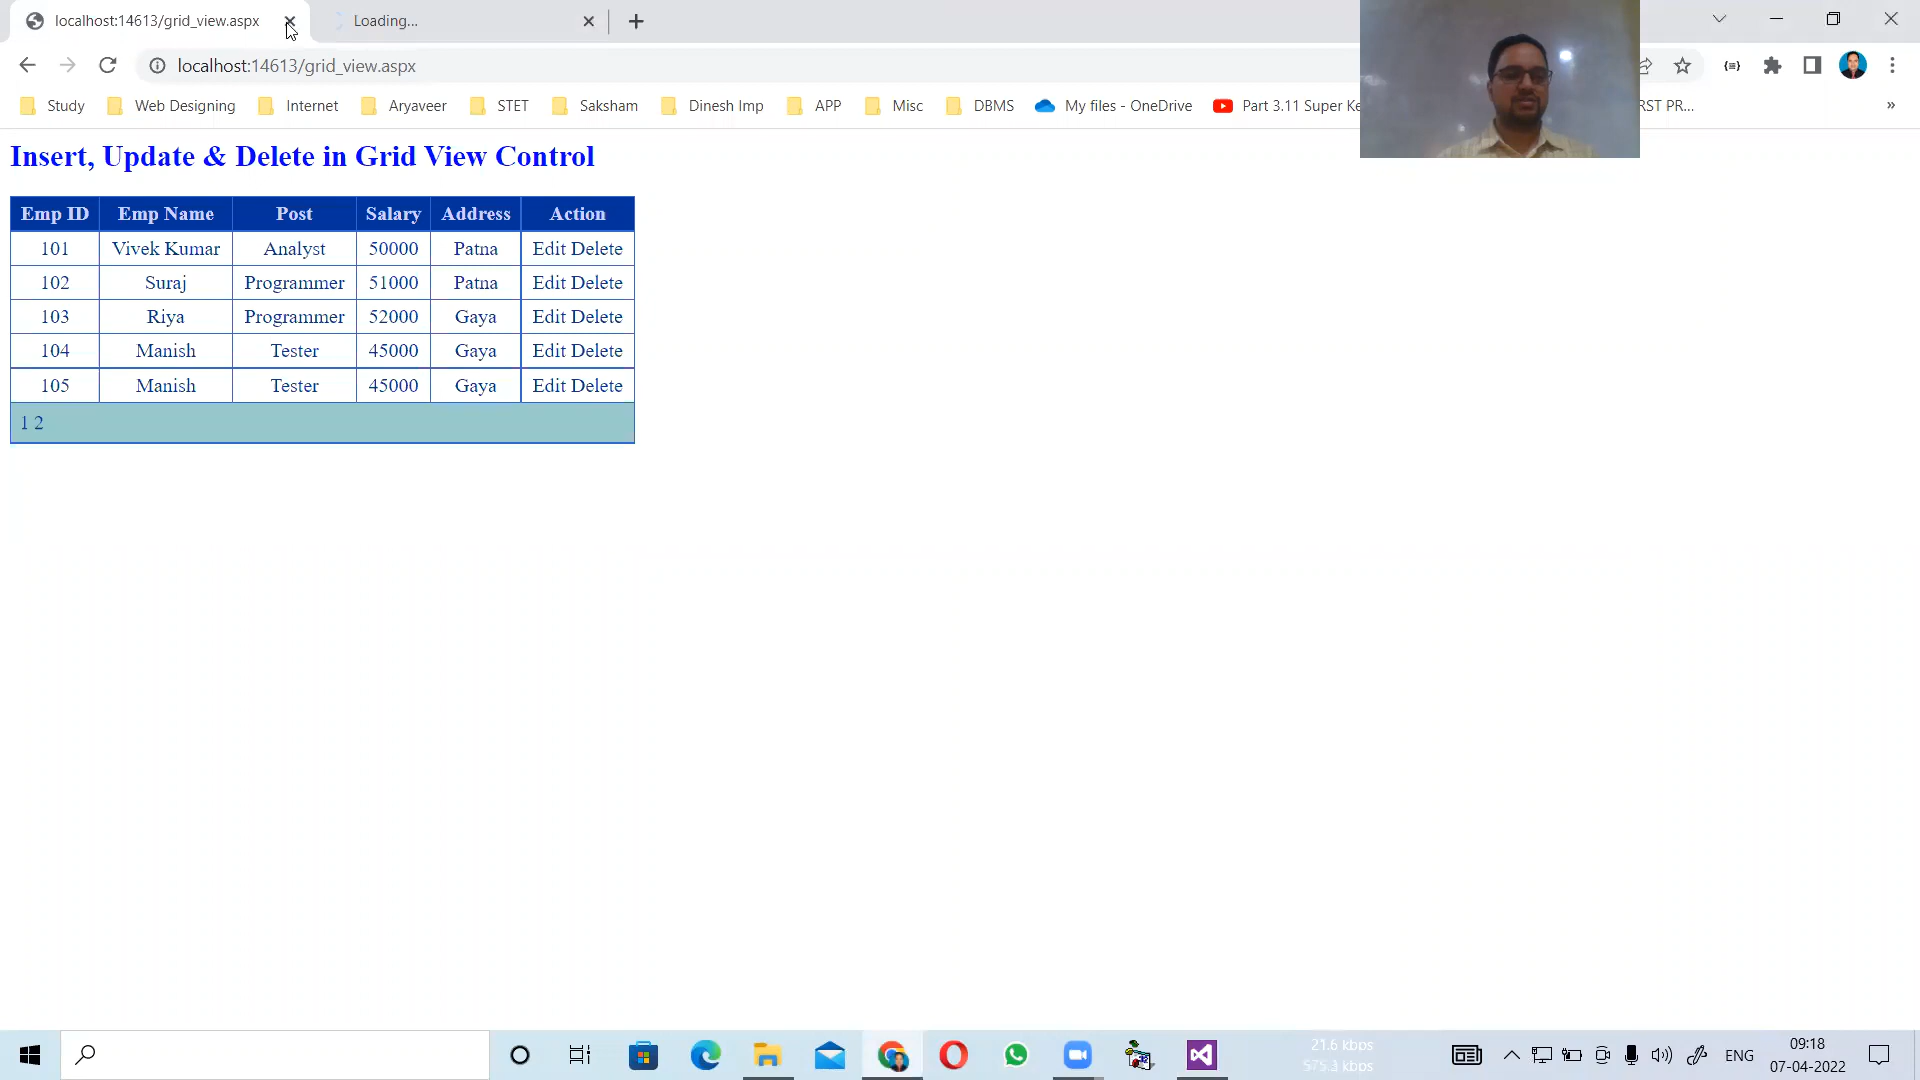 localhost:14613/grid_view.aspx
Loading...
localhost:14613/grid_view.aspx
Study Web Designing Internet Aryaveer STET Saksham Dinesh Imp APP Misc DBMS My files - OneDrive Part 3.11 Super Ke RST PR... »
Insert, Update & Delete in Grid View Control
Emp ID Emp Name Post Salary Address Action
101 Vivek Kumar Analyst 50000 Patna Edit Delete
102 Suraj Programmer 51000 Patna Edit Delete
103 Riya Programmer 52000 Gaya Edit Delete
104 Manish Tester 45000 Gaya Edit Delete
105 Manish Tester 45000 Gaya Edit Delete
1 2
21.6 kbps
575.3 kbps
ENG
09:18
07-04-2022